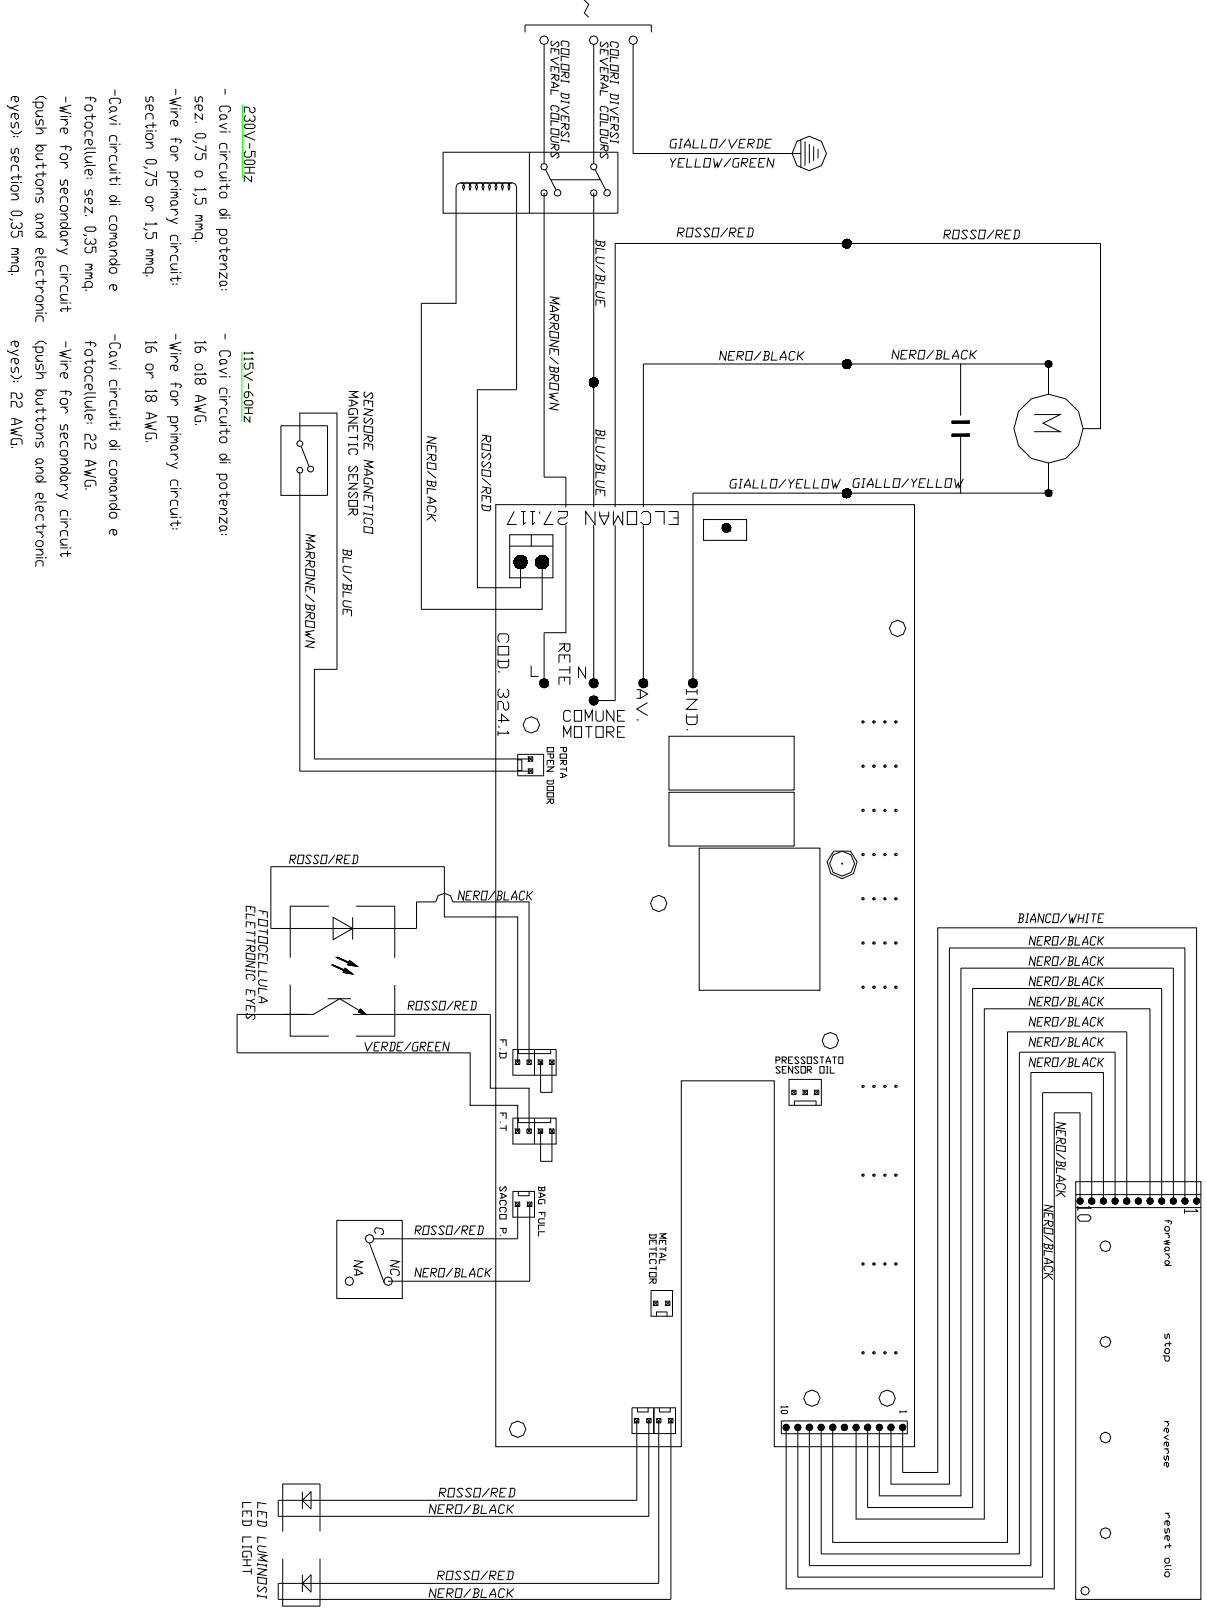 COLORI DIVERSI
SEVERAL COLOURS
COLORI DIVERSI
SEVERAL COLOURS
GIALLO/VERDE
YELLOW/GREEN
ROSSO/RED
ROSSO/RED
BLU/BLUE
MARRONE/BROWN
NERO/BLACK
NERO/BLACK
M
BLU/BLUE
NERO/BLACK
ROSSO/RED
GIALLO/YELLOW
GIALLO/YELLOW
230V-50Hz
- Cavi circuito di potenza:
sez. 0,75 o 1,5 mmq.
-Wire for primary circuit:
section 0,75 or 1,5 mmq.
-Cavi circuiti di comando e
fotocellule: sez. 0,35 mmq.
-Wire for secondary circuit
(push buttons and electronic
eyes): section 0,35 mmq.
115V-60Hz
- Cavi circuito di potenza:
16 o18 AWG.
-Wire for primary circuit:
16 or 18 AWG.
-Cavi circuiti di comando e
fotocellule: 22 AWG.
-Wire for secondary circuit
(push buttons and electronic
eyes): 22 AWG.
SENSORE MAGNETICO
MAGNETIC SENSOR
BLU/BLUE
MARRONE/BROWN
ELCOMAN 27.117
COD. 324.1
RETE
L
N
COMUNE
MOTORE
AV.
IND.
PORTA
OPEN DOOR
ROSSO/RED
NERO/BLACK
FOTOCELLULA
ELETTRONIC EYES
ROSSO/RED
VERDE/GREEN
F.D
F.T
PRESSOSTATO
SENSOR OIL
BIANCO/WHITE
NERO/BLACK
NERO/BLACK
NERO/BLACK
NERO/BLACK
NERO/BLACK
NERO/BLACK
NERO/BLACK
NERO/BLACK
NERO/BLACK
10
1
forward
stop
reverse
reset olio
BAG FULL
SACCO P.
ROSSO/RED
NERO/BLACK
C
NC
NA
METAL
DETECTOR
10
1
ROSSO/RED
NERO/BLACK
ROSSO/RED
NERO/BLACK
LED LUMINOSI
LED LIGHT